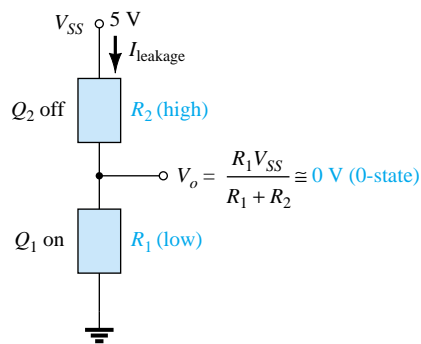 V_SS 5 V
I_leakage
Q_2 off R_2 (high)
V_o = R_1V_SS / R_1 + R_2 ≅ 0 V (0-state)
Q_1 on R_1 (low)